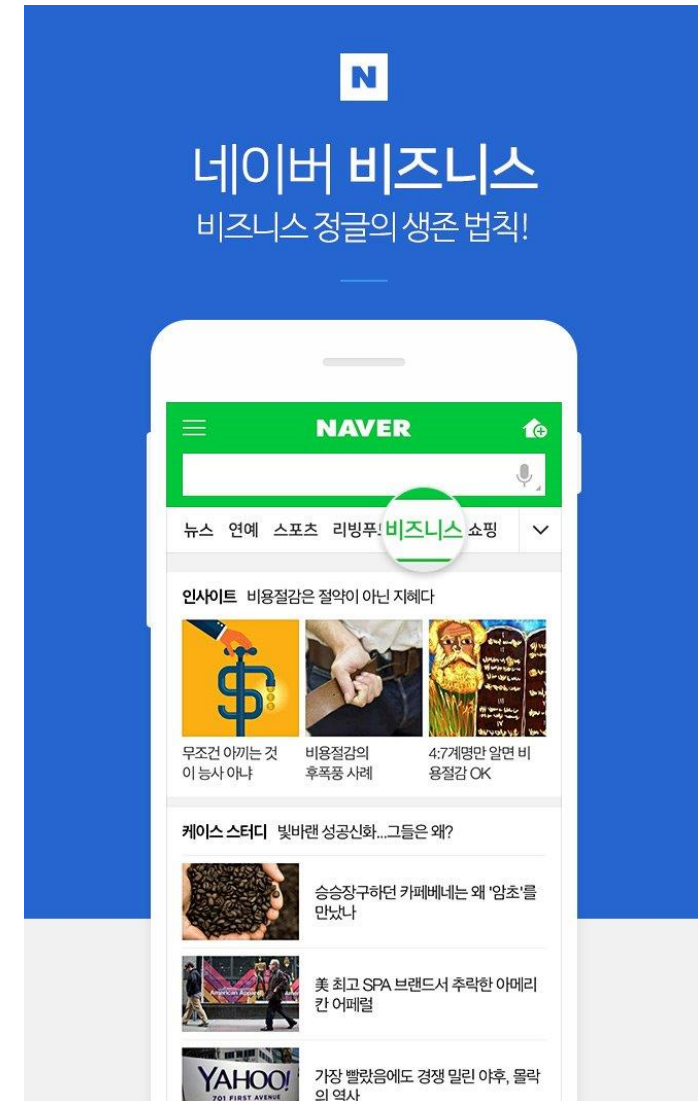 N
네이버 비즈니스
비즈니스 정글의 생존 법칙!
NAVER
뉴스 연예 스포츠 리빙푸드 비즈니스 쇼핑
인사이트 비용절감은 절약이 아닌 지혜다
무조건 아끼는 것
이 능사 아냐
비용절감의
후폭풍 사례
4:7계명만 알면 비
용절감 OK
케이스 스터디 빛바랜 성공신화...그들은 왜?
승승장구하던 카페베네는 왜 '암초'를
만났나
American Apparel
美 최고 SPA 브랜드서 추락한 아메리
칸 어페럴
YAHOO!
701 FIRST AVENUE
가장 빨랐음에도 경쟁 밀린 야후, 몰락
의 역사